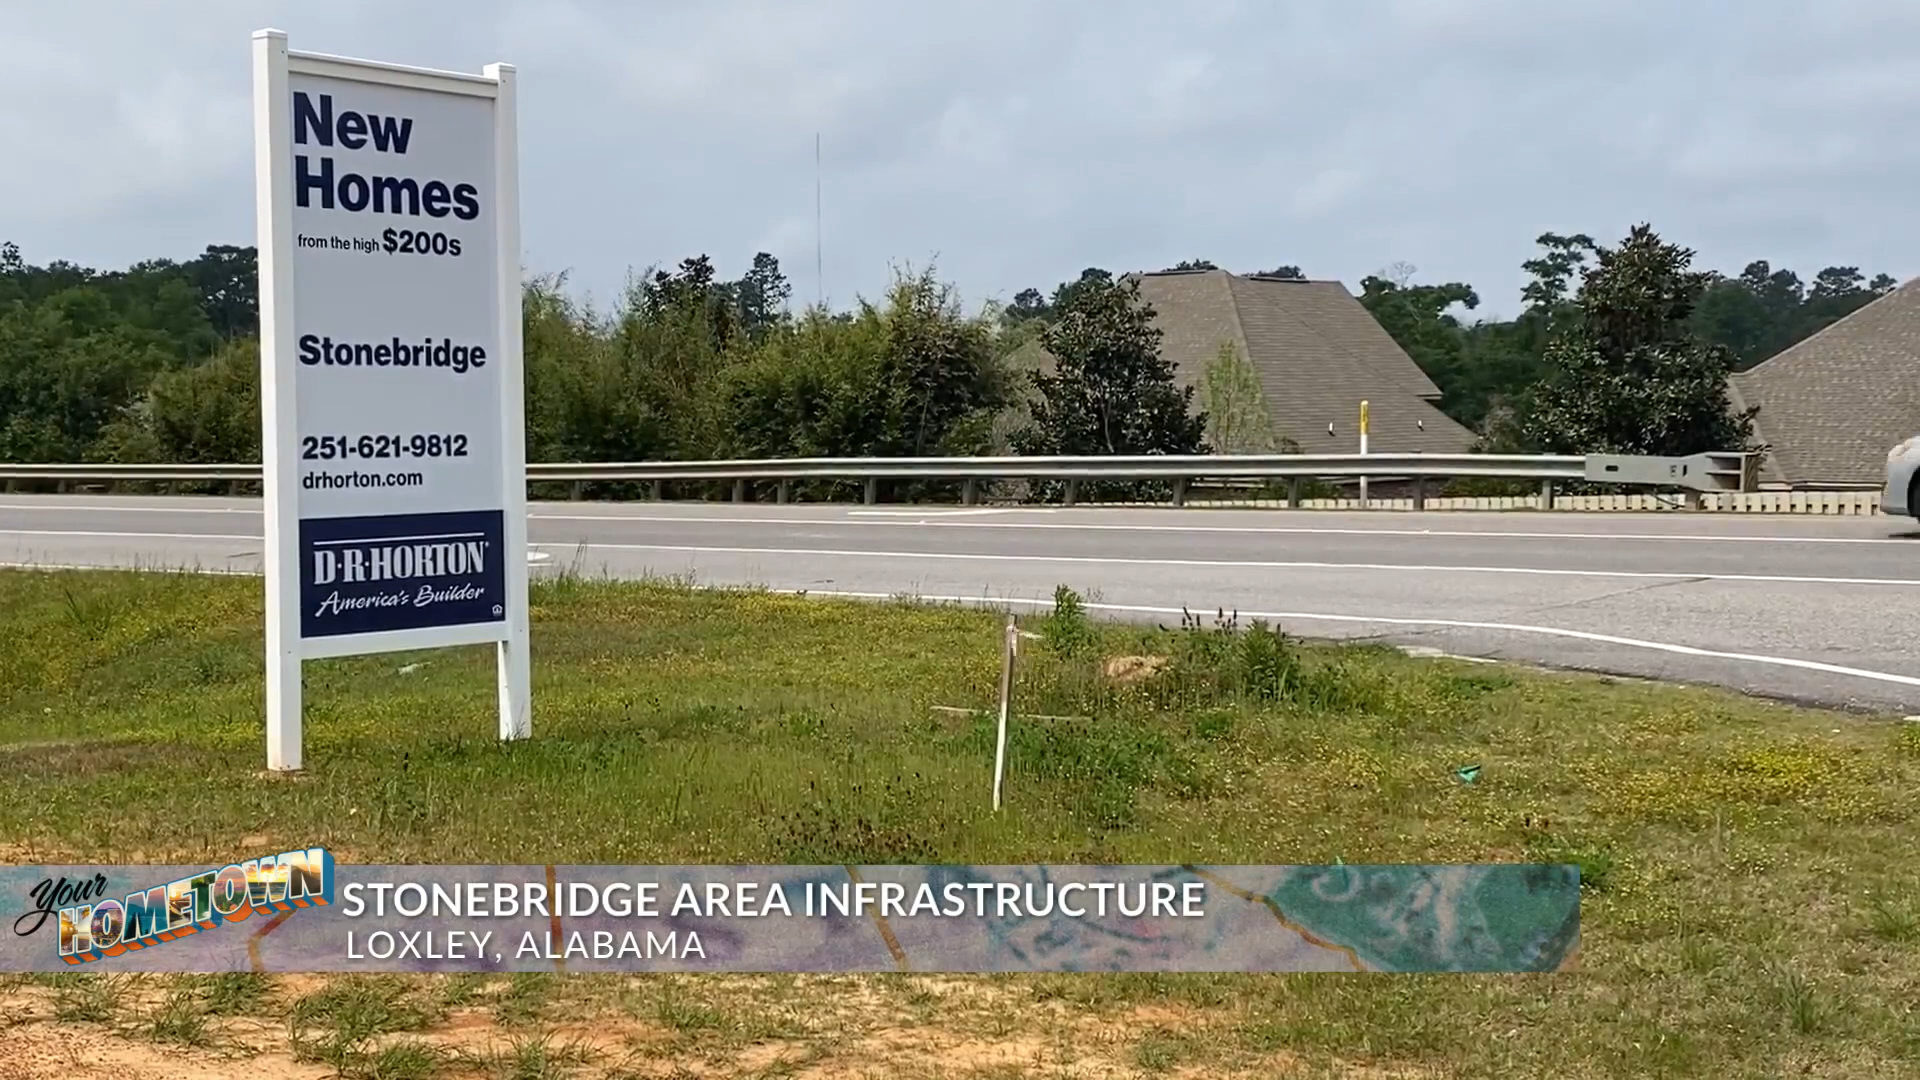 New
Homes
from the high $200s
Stonebridge
251-621-9812
drhorton.com
D·R·HORTON
America's Builder
Your
HOMETOWN
STONEBRIDGE AREA INFRASTRUCTURE
LOXLEY, ALABAMA